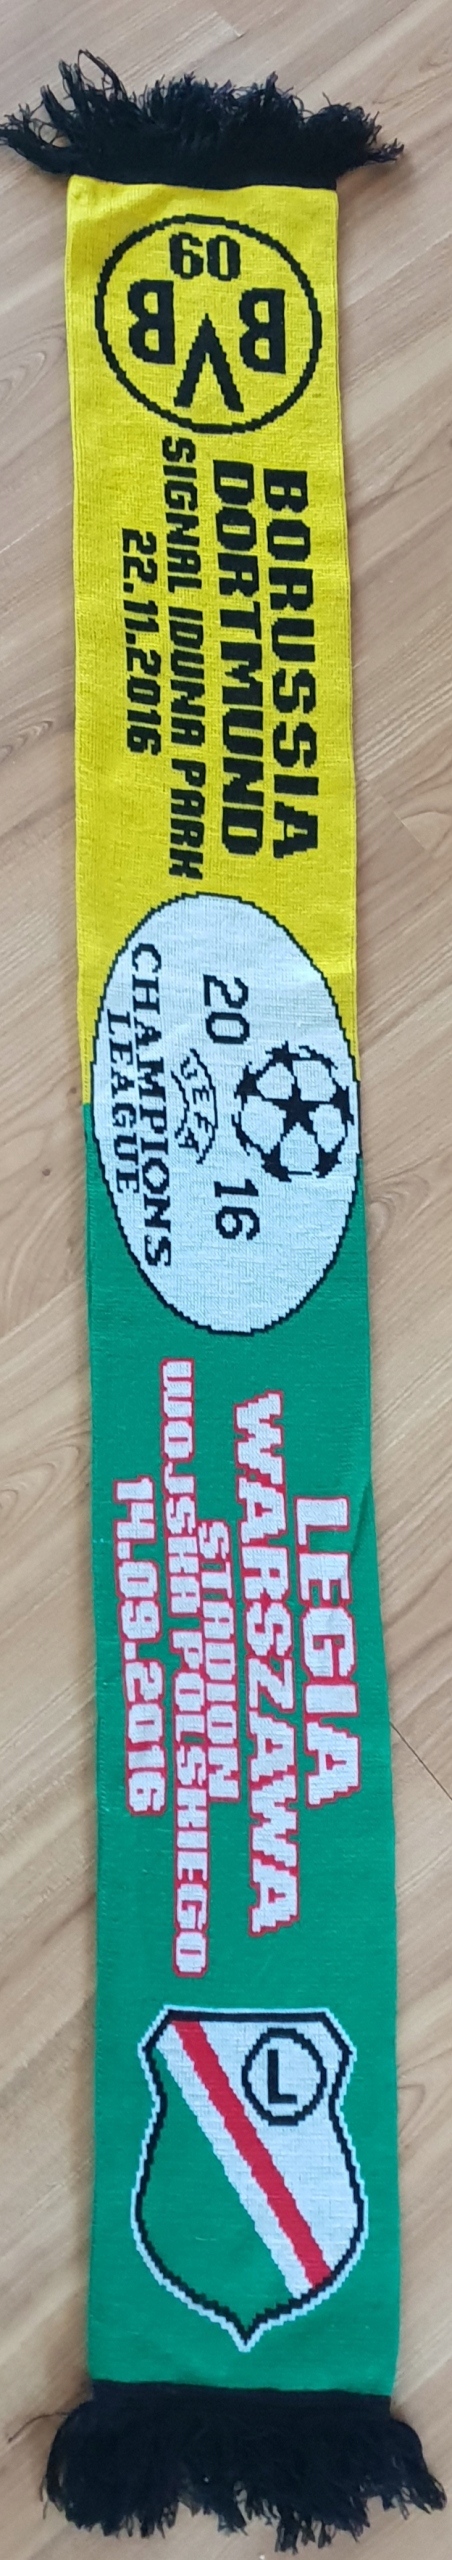 BVB
09
BORUSSIA
DORTMUND
SIGNAL IDUNA PARK
22.11.2016
20 16
UEFA
CHAMPIONS
LEAGUE
LEGIA
WARSZAWA
STADION
WOJSKA POLSKIEGO
14.09.2016
L